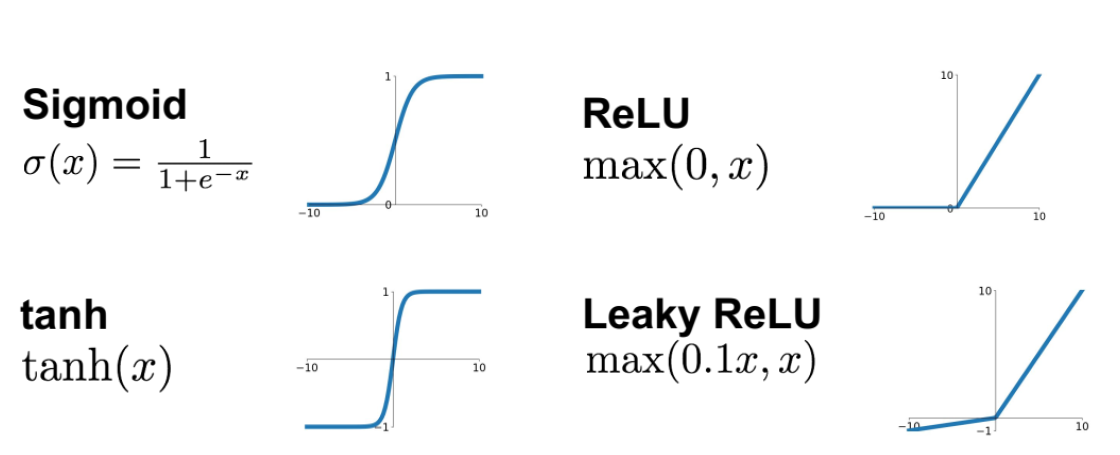 Sigmoid
σ(x) = 1/(1+e^−x)
1
0
−10
10
ReLU
max(0, x)
10
0
−10
10
tanh
tanh(x)
1
−10
10
−1
Leaky ReLU
max(0.1x, x)
10
−10
−1
10